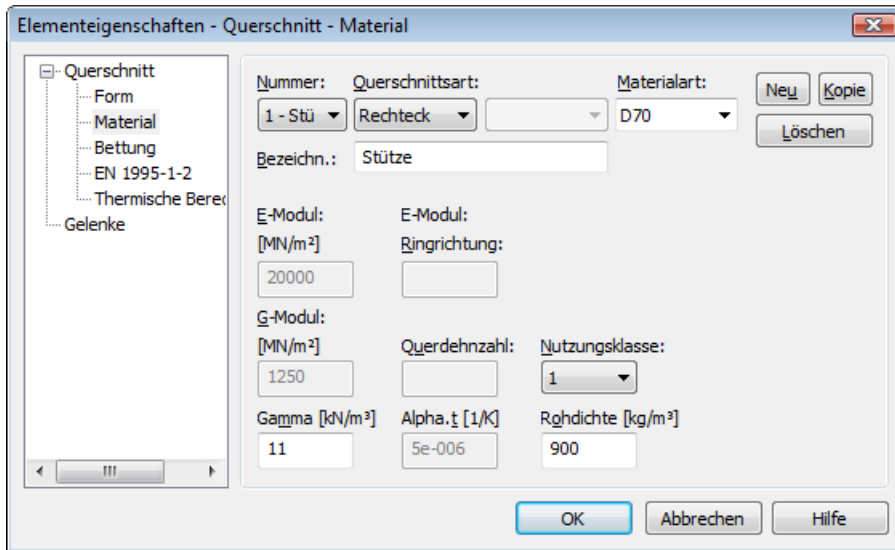 Elementeigenschaften - Querschnitt - Material
Querschnitt
Form
Material
Bettung
EN 1995-1-2
Thermische Bere
Gelenke
Nummer: Querschnittsart: Materialart:
1 - Stü Rechteck D70
Neu Kopie
Löschen
Bezeichn.: Stütze
E-Modul: E-Modul:
[MN/m²] Ringrichtung:
20000
G-Modul:
[MN/m²] Querdehnzahl: Nutzungsklasse:
1250 1
Gamma [kN/m³] Alpha.t [1/K] Rohdichte [kg/m³]
11 5e-006 900
OK Abbrechen Hilfe